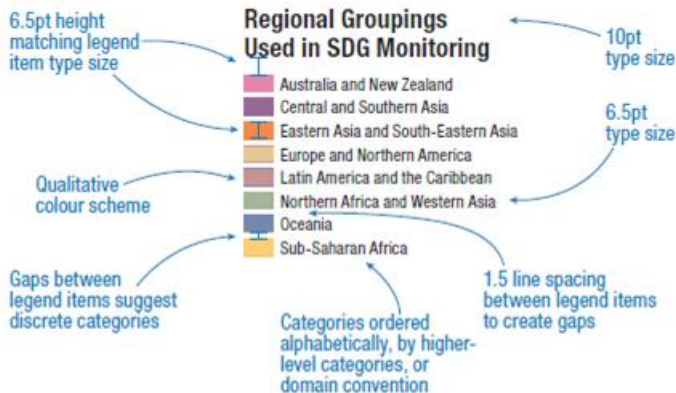 6.5pt height
matching legend
item type size
Regional Groupings
Used in SDG Monitoring
10pt
type size
Australia and New Zealand
Central and Southern Asia
Eastern Asia and South-Eastern Asia
Europe and Northern America
Latin America and the Caribbean
Northern Africa and Western Asia
Oceania
Sub-Saharan Africa
6.5pt
type size
Qualitative
colour scheme
Gaps between
legend items suggest
discrete categories
Categories ordered
alphabetically, by higher-
level categories, or
domain convention
1.5 line spacing
between legend items
to create gaps